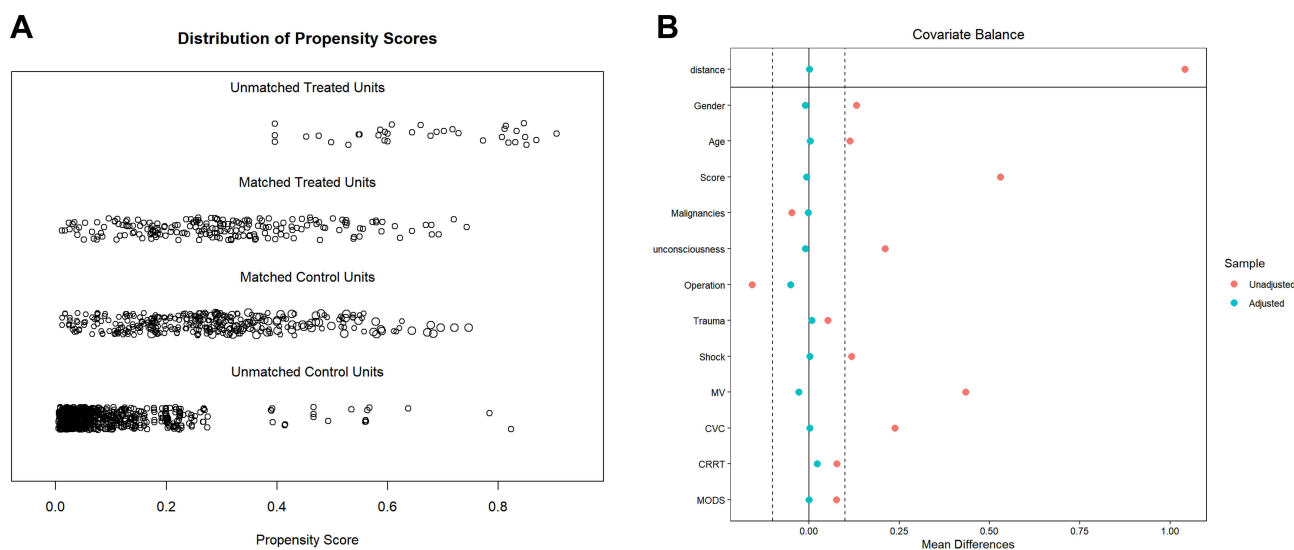 A
Distribution of Propensity Scores
Unmatched Treated Units
Matched Treated Units
Matched Control Units
Unmatched Control Units
0.0 0.2 0.4 0.6 0.8
Propensity Score
B
Covariate Balance
distance
Gender
Age
Score
Malignancies
unconsciousness
Operation
Trauma
Shock
MV
CVC
CRRT
MODS
0.00 0.25 0.50 0.75 1.00
Mean Differences
Sample
Unadjusted
Adjusted